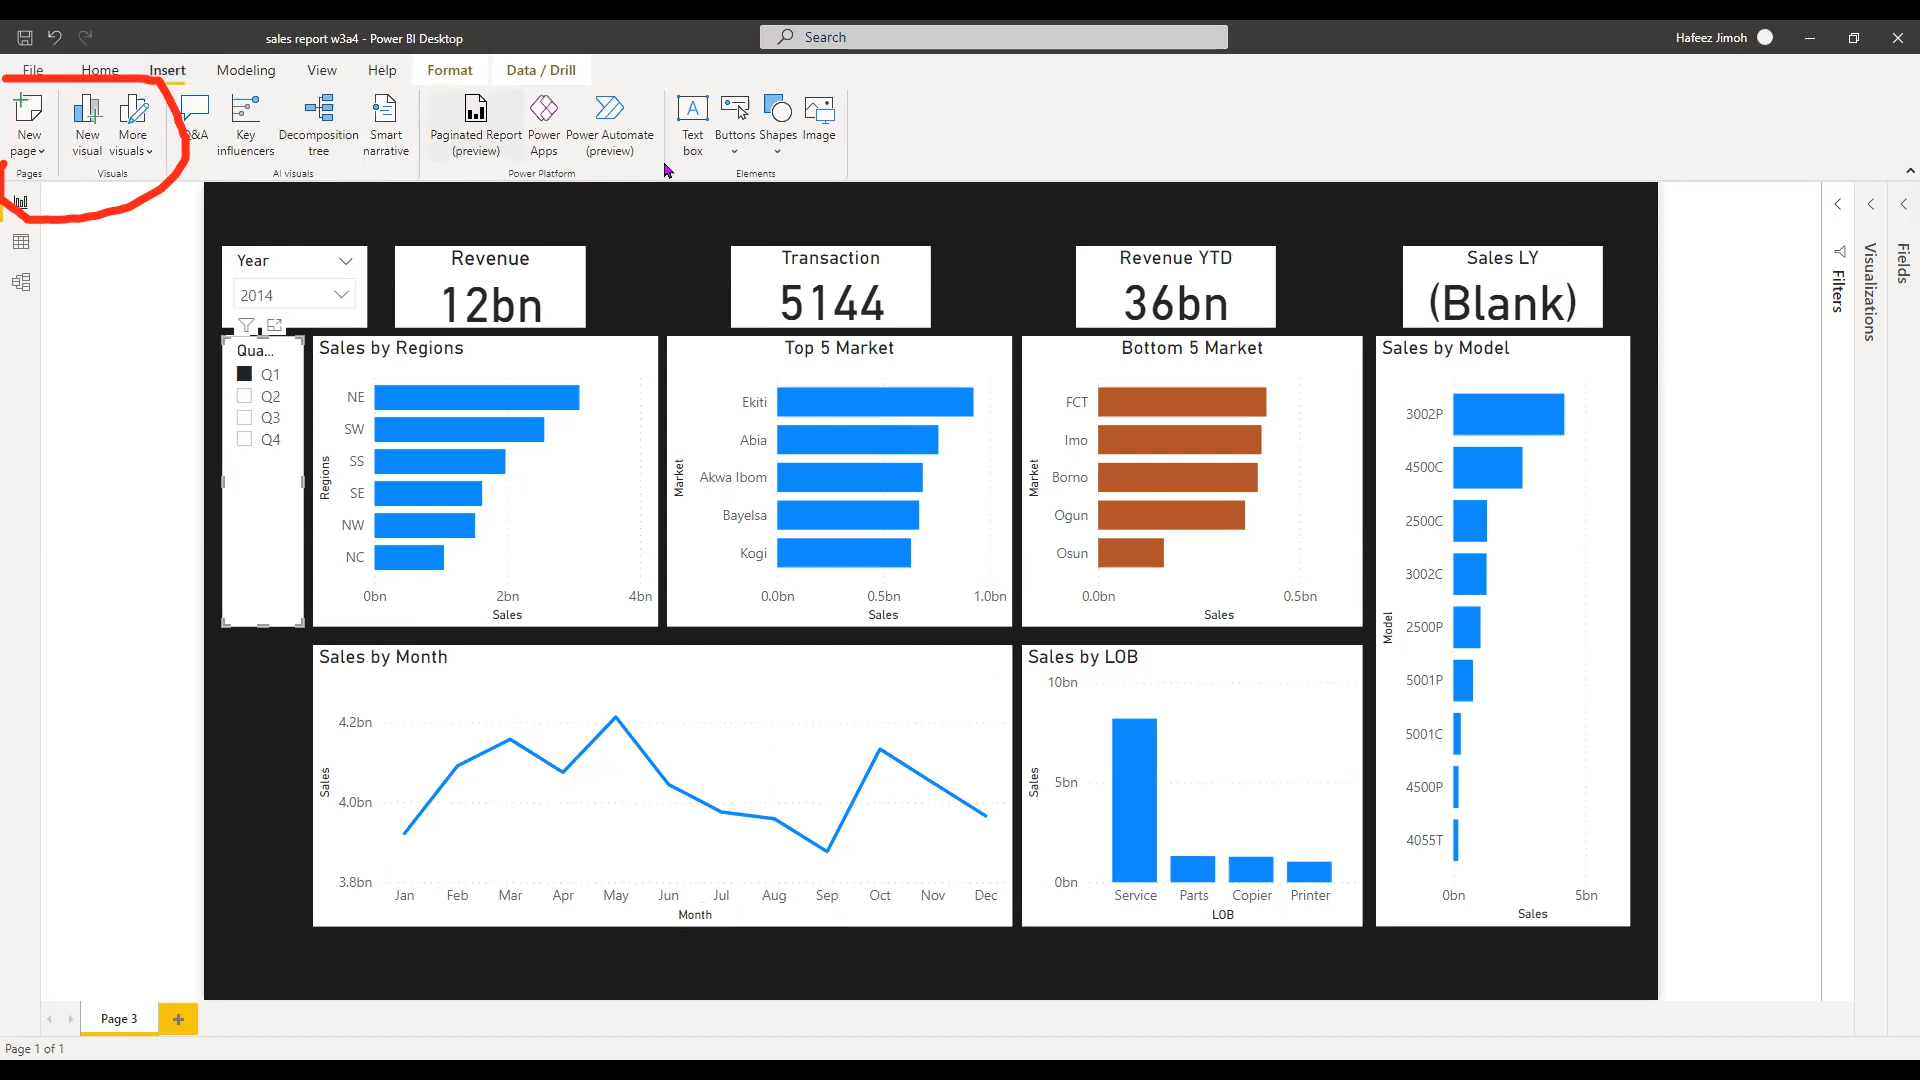 sales report w3a4 - Power BI Desktop
Search
Hafeez Jimoh
File
Home
Insert
Modeling
View
Help
Format
Data / Drill
New
page
New
visual
More
visuals
Q&A
Key
influencers
Decomposition
tree
Smart
narrative
Paginated Report
(preview)
Power
Apps
Power Automate
(preview)
Text
box
Buttons
Shapes
Image
Pages
Visuals
AI visuals
Power Platform
Elements
Year
2014
Revenue
12bn
Transaction
5144
Revenue YTD
36bn
Sales LY
(Blank)
Qua...
Q1
Q2
Q3
Q4
Sales by Regions
Regions
NE
SW
SS
SE
NW
NC
0bn
2bn
4bn
Sales
Top 5 Market
Market
Ekiti
Abia
Akwa Ibom
Bayelsa
Kogi
0.0bn
0.5bn
1.0bn
Sales
Bottom 5 Market
Market
FCT
Imo
Borno
Ogun
Osun
0.0bn
0.5bn
Sales
Sales by Model
Model
3002P
4500C
2500C
3002C
2500P
5001P
5001C
4500P
4055T
0bn
5bn
Sales
Sales by Month
Sales
4.2bn
4.0bn
3.8bn
Jan
Feb
Mar
Apr
May
Jun
Jul
Aug
Sep
Oct
Nov
Dec
Month
Sales by LOB
Sales
10bn
5bn
0bn
Service
Parts
Copier
Printer
LOB
Filters
Visualizations
Fields
Page 3
Page 1 of 1